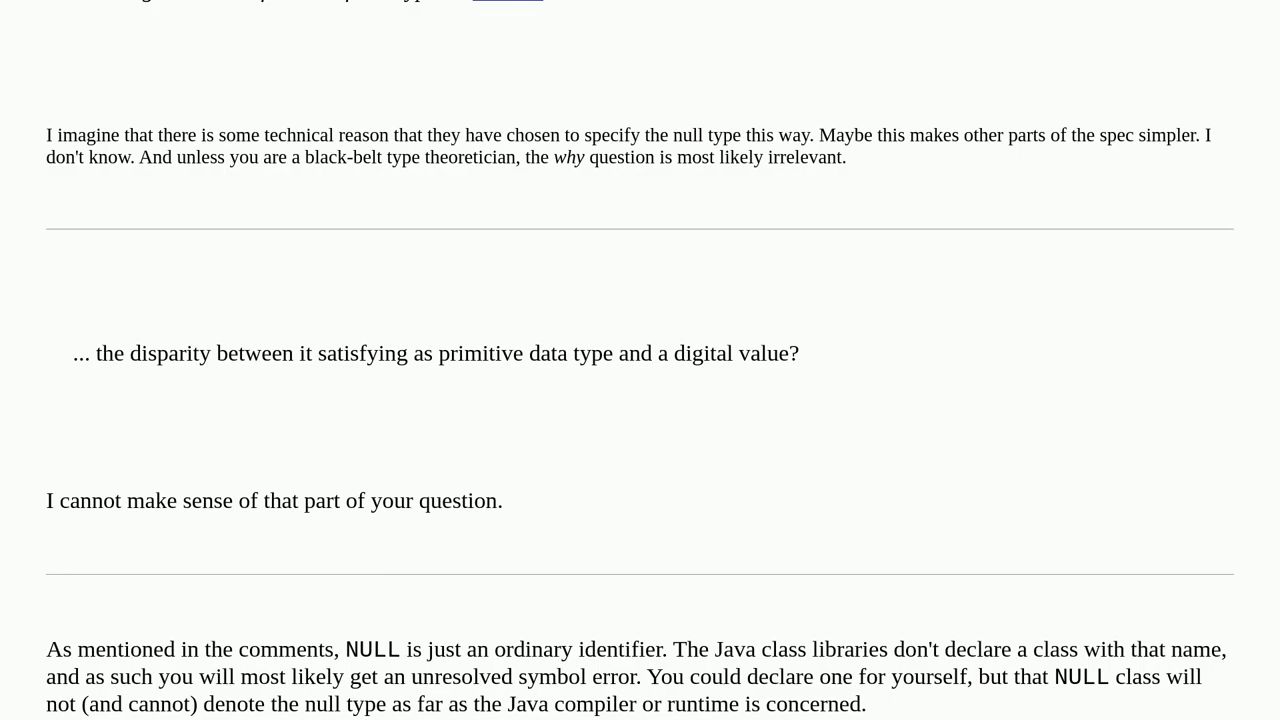 I imagine that there is some technical reason that they have chosen to specify the null type this way. Maybe this makes other parts of the spec simpler. I
don't know. And unless you are a black-belt type theoretician, the why question is most likely irrelevant.
... the disparity between it satisfying as primitive data type and a digital value?
I cannot make sense of that part of your question.
As mentioned in the comments, NULL is just an ordinary identifier. The Java class libraries don't declare a class with that name,
and as such you will most likely get an unresolved symbol error. You could declare one for yourself, but that NULL class will
not (and cannot) denote the null type as far as the Java compiler or runtime is concerned.